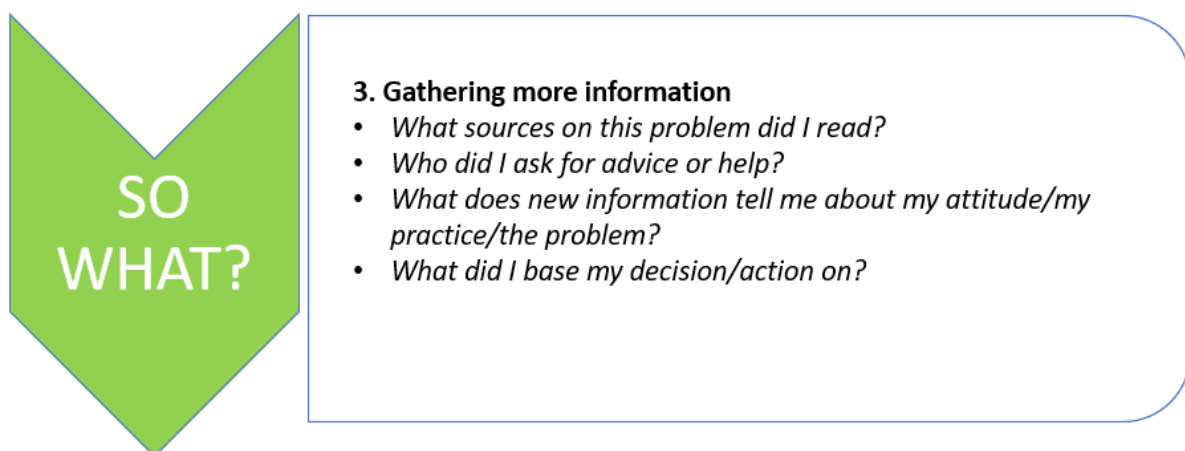 SO
WHAT?
3. Gathering more information
• What sources on this problem did I read?
• Who did I ask for advice or help?
• What does new information tell me about my attitude/my
practice/the problem?
• What did I base my decision/action on?